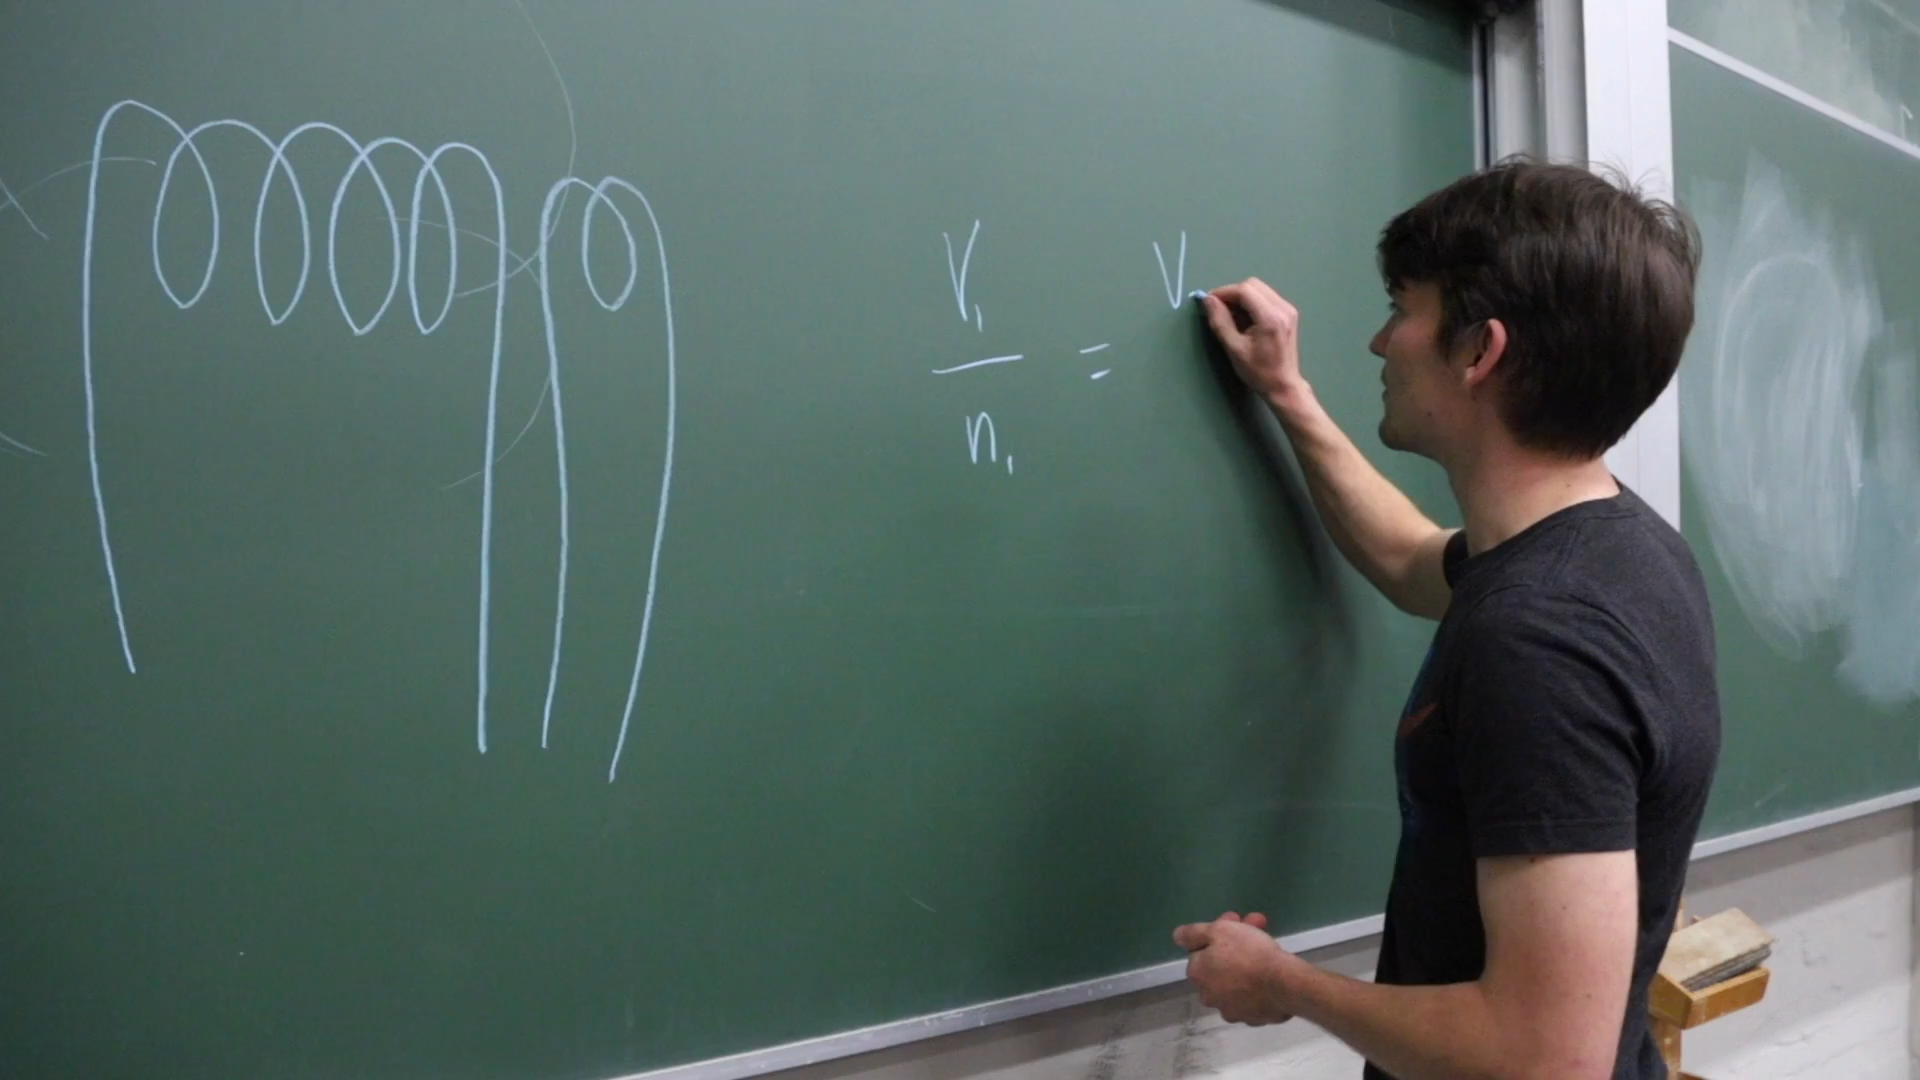 V₁ / n₁ = V